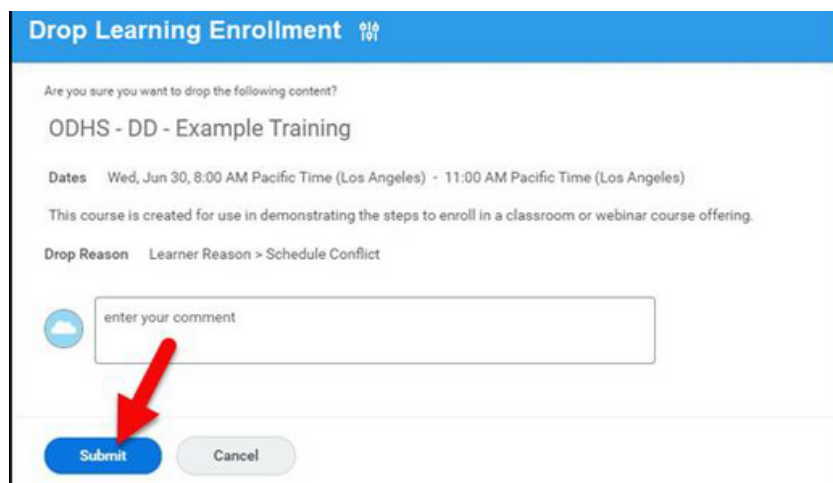 Drop Learning Enrollment
Are you sure you want to drop the following content?
ODHS - DD - Example Training
Dates Wed, Jun 30, 8:00 AM Pacific Time (Los Angeles) - 11:00 AM Pacific Time (Los Angeles)
This course is created for use in demonstrating the steps to enroll in a classroom or webinar course offering.
Drop Reason Learner Reason > Schedule Conflict
enter your comment
Submit Cancel